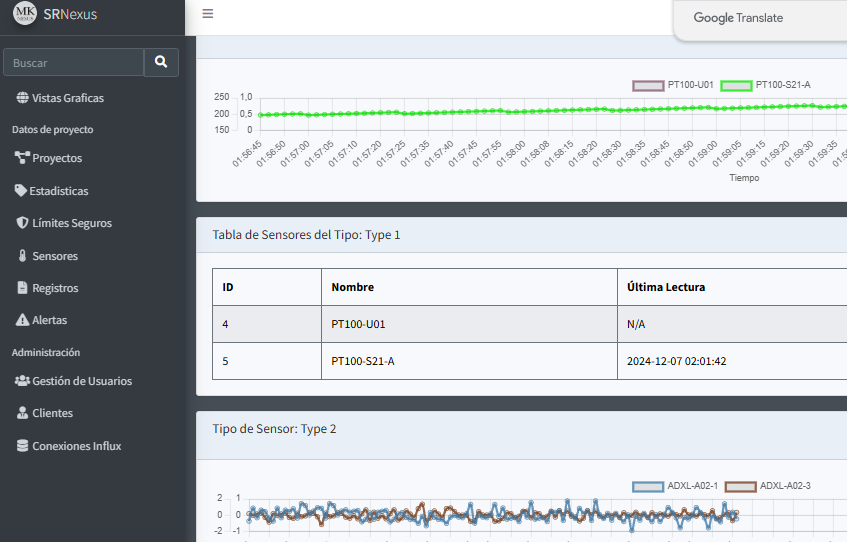 MK
NEXUS
SRNexus
Google Translate
Buscar
Vistas Graficas
Datos de proyecto
Proyectos
Estadisticas
Límites Seguros
Sensores
Registros
Alertas
Administración
Gestión de Usuarios
Clientes
Conexiones Influx
PT100-U01 PT100-S21-A
250 1,0
200 0,5
150 0
01:56:45 01:56:50 01:57:00 01:57:05 01:57:10 01:57:20 01:57:25 01:57:35 01:57:40 01:57:45 01:57:55 01:58:00 01:58:08 01:58:15 01:58:20 01:58:30 01:58:35 01:58:45 01:58:50 01:59:00 01:59:05 01:59:15 01:59:20 01:59:30 01:59:35
Tiempo
Tabla de Sensores del Tipo: Type 1
ID Nombre Última Lectura
4 PT100-U01 N/A
5 PT100-S21-A 2024-12-07 02:01:42
Tipo de Sensor: Type 2
ADXL-A02-1 ADXL-A02-3
2 1
0 0
-2 -1